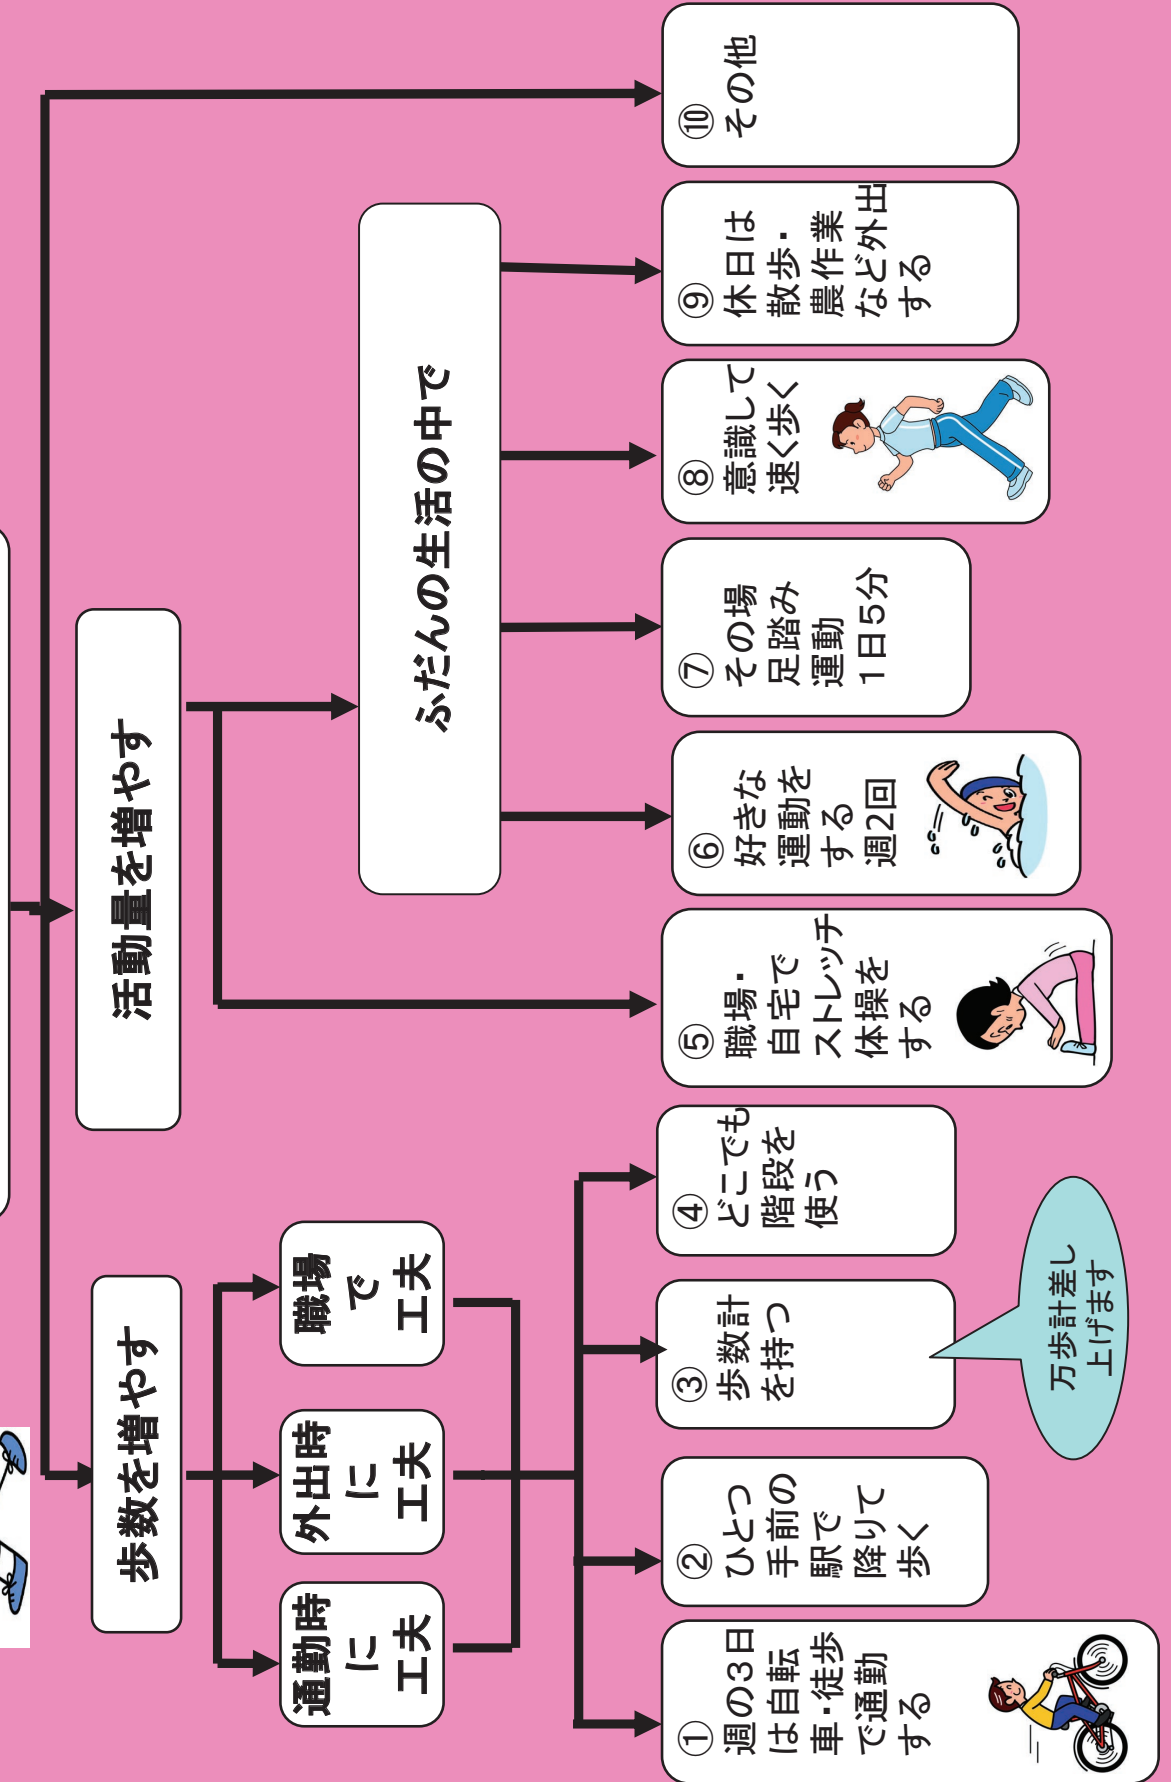 活動量を増やす
歩数を増やす
ふだんの生活の中で
通勤時
に
工夫
外出時
に
工夫
職場
で
工夫
①
週の3日
は自転
車・徒歩
で通勤
する
②
ひとつ
手前の
駅で
降りて
歩く
③
歩数計
を持つ
万歩計差し
上げます
④
どこでも
階段を
使う
⑤
職場・
自宅で
ストレッチ
体操を
する
⑥
好きな
運動を
する
週2回
⑦
その場
足踏み
運動
1日5分
⑧
意識して
速く歩く
⑨
休日は
散歩・
農作業
など外出
する
⑩
その他